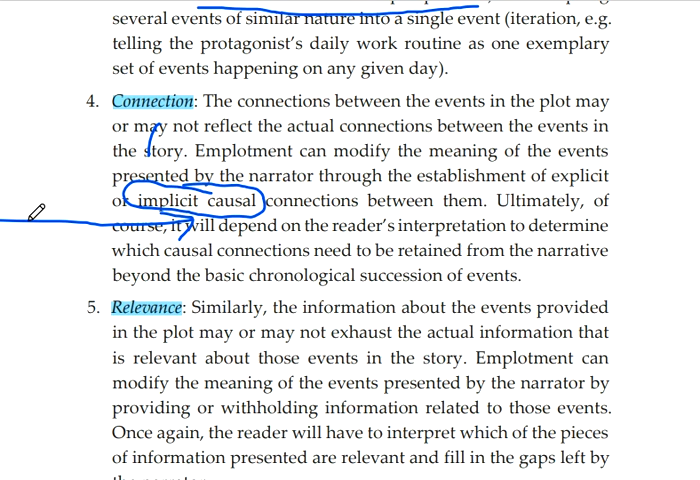 several events of similar nature into a single event (iteration, e.g.
telling the protagonist's daily work routine as one exemplary
set of events happening on any given day).
4. Connection: The connections between the events in the plot may
or may not reflect the actual connections between the events in
the story. Emplotment can modify the meaning of the events
presented by the narrator through the establishment of explicit
or implicit causal connections between them. Ultimately, of
course, it will depend on the reader's interpretation to determine
which causal connections need to be retained from the narrative
beyond the basic chronological succession of events.
5. Relevance: Similarly, the information about the events provided
in the plot may or may not exhaust the actual information that
is relevant about those events in the story. Emplotment can
modify the meaning of the events presented by the narrator by
providing or withholding information related to those events.
Once again, the reader will have to interpret which of the pieces
of information presented are relevant and fill in the gaps left by